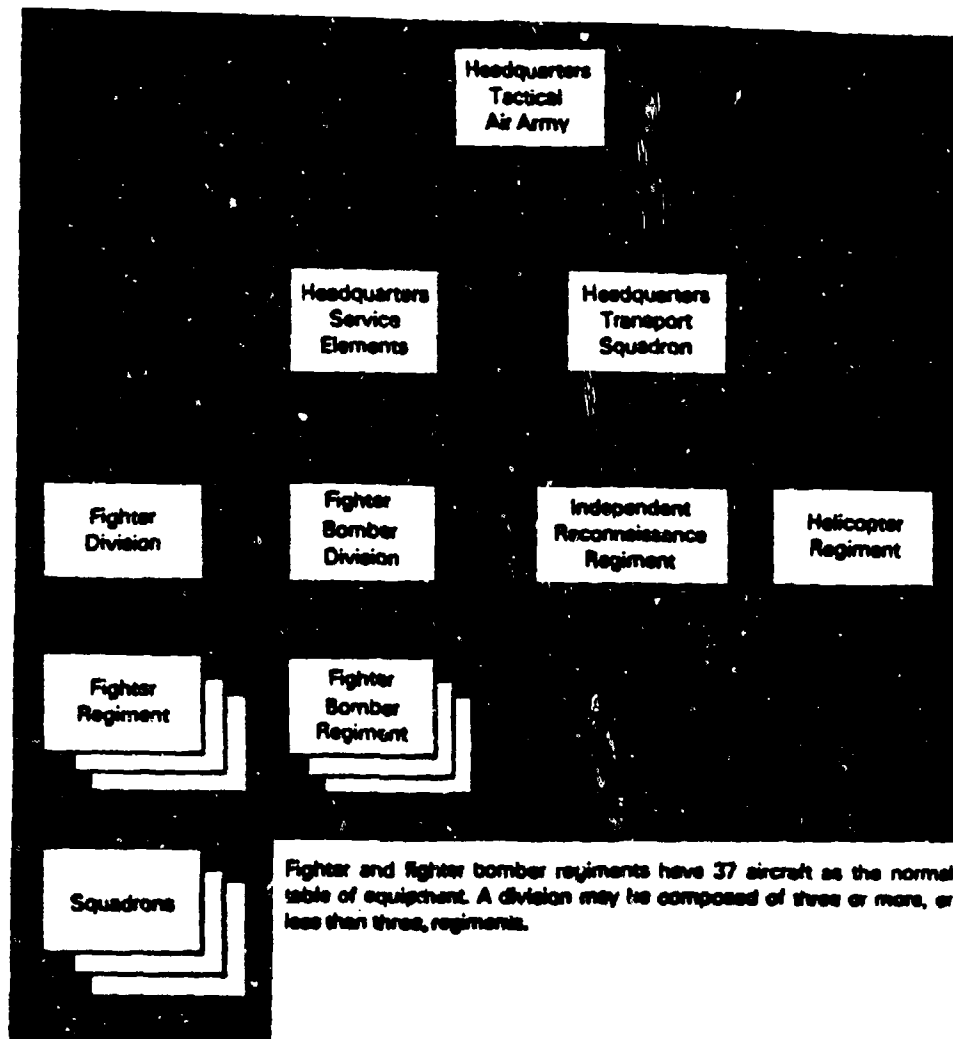 Headquarters
Tactical
Air Army
Headquarters
Service
Elements
Headquarters
Transport
Squadron
Fighter
Division
Fighter
Bomber
Division
Independent
Reconnaissance
Regiment
Helicopter
Regiment
Fighter
Regiment
Fighter
Bomber
Regiment
Squadrons
Fighter and fighter bomber regiments have 37 aircraft as the normal
table of equipment. A division may be composed of three or more, or
less than three, regiments.